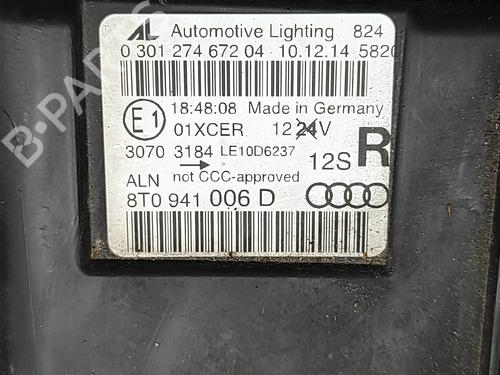 AL Automotive Lighting 824
0 301 274 672 04 · 10.12.14 5820
E1 18:48:08 Made in Germany
01XCER 12 24V
3070 3184 LE10D6237 12S R
ALN not CCC-approved
8T0 941 006 D
B-PARTS